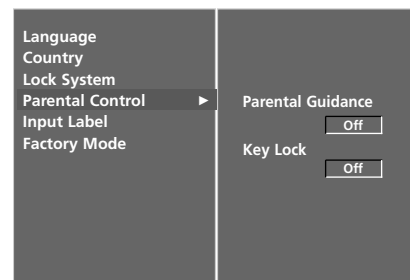 Language
Country
Lock System
Parental Control ►
Input Label
Factory Mode
Parental Guidance
Off
Key Lock
Off